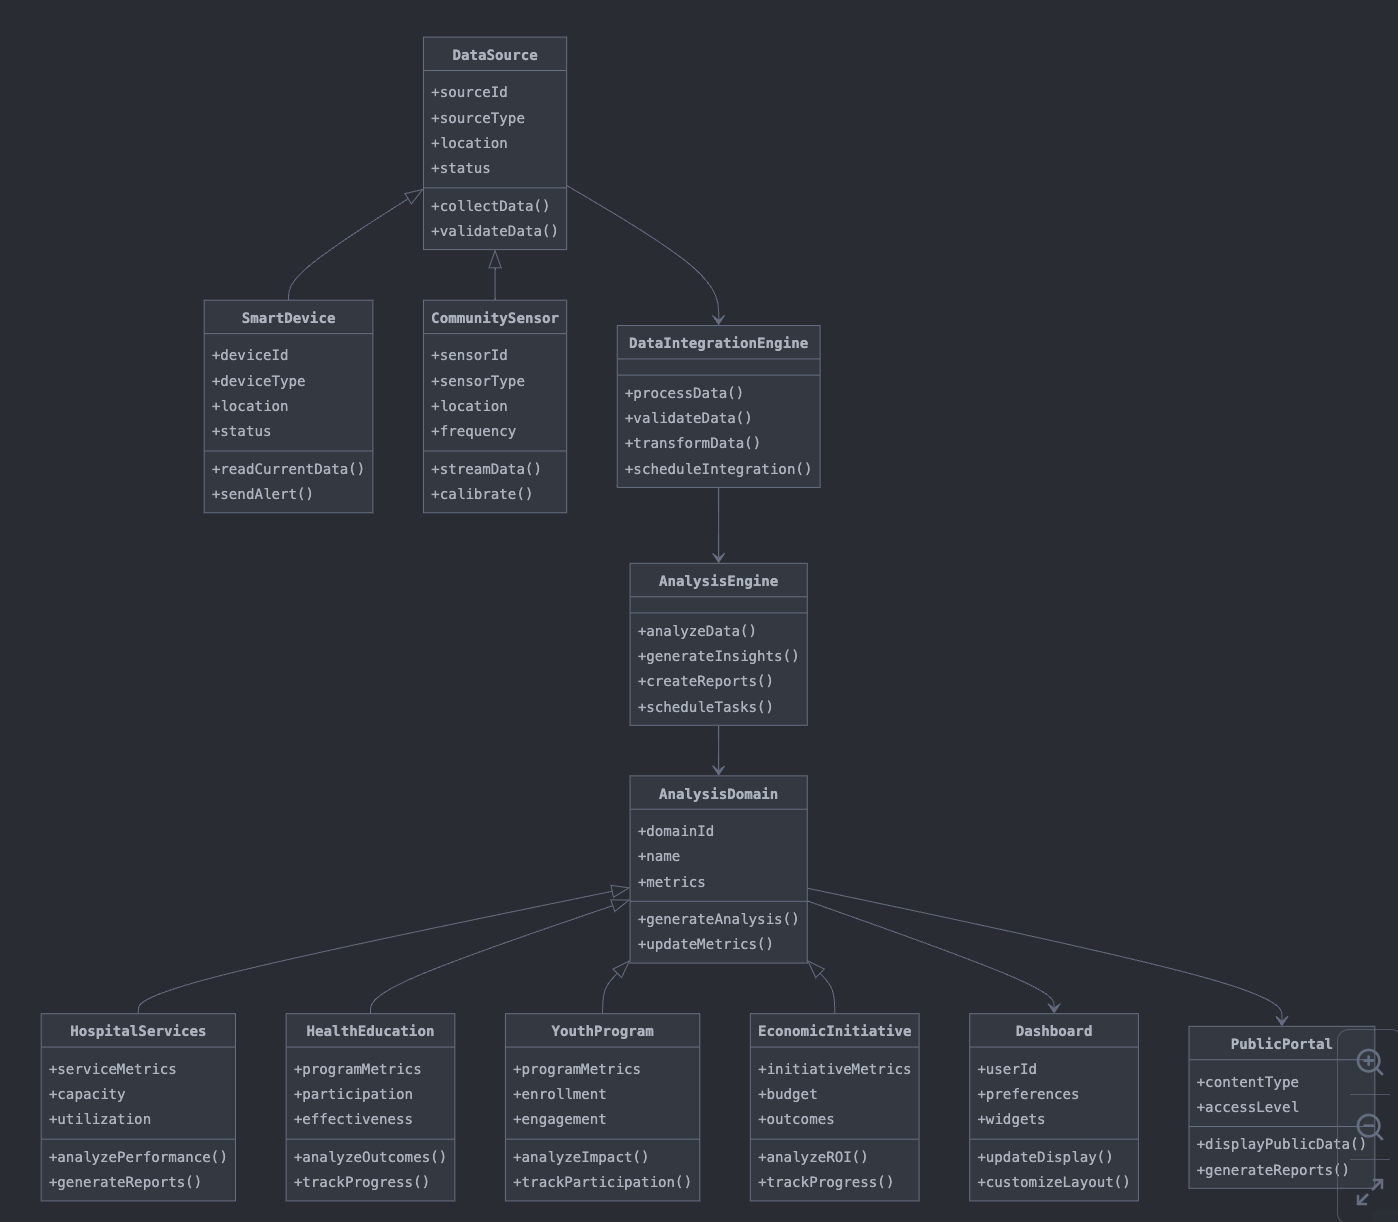 DataSource
+sourceId
+sourceType
+location
+status
+collectData()
+validateData()
SmartDevice
+deviceId
+deviceType
+location
+status
+readCurrentData()
+sendAlert()
CommunitySensor
+sensorId
+sensorType
+location
+frequency
+streamData()
+calibrate()
DataIntegrationEngine
+processData()
+validateData()
+transformData()
+scheduleIntegration()
AnalysisEngine
+analyzeData()
+generateInsights()
+createReports()
+scheduleTasks()
AnalysisDomain
+domainId
+name
+metrics
+generateAnalysis()
+updateMetrics()
HospitalServices
+serviceMetrics
+capacity
+utilization
+analyzePerformance()
+generateReports()
HealthEducation
+programMetrics
+participation
+effectiveness
+analyzeOutcomes()
+trackProgress()
YouthProgram
+programMetrics
+enrollment
+engagement
+analyzeImpact()
+trackParticipation()
EconomicInitiative
+initiativeMetrics
+budget
+outcomes
+analyzeROI()
+trackProgress()
Dashboard
+userId
+preferences
+widgets
+updateDisplay()
+customizeLayout()
PublicPortal
+contentType
+accessLevel
+displayPublicData()
+generateReports()